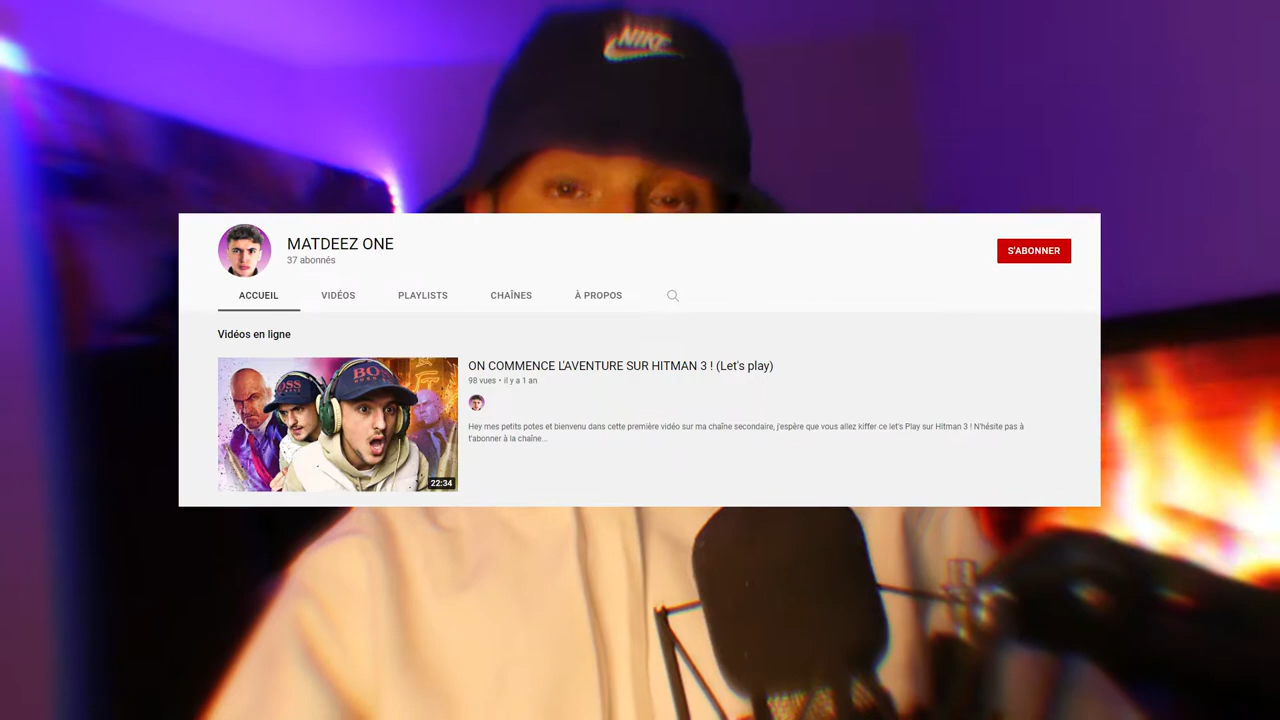 NIKE
MATDEEZ ONE
37 abonnés
S'ABONNER
ACCUEIL VIDÉOS PLAYLISTS CHAÎNES À PROPOS
Vidéos en ligne
ON COMMENCE L'AVENTURE SUR HITMAN 3 ! (Let's play)
98 vues • il y a 1 an
Hey mes petits potes et bienvenu dans cette première vidéo sur ma chaîne secondaire, j'espère que vous allez kiffer ce let's Play sur Hitman 3 ! N'hésite pas à
t'abonner à la chaîne...
OSS
BO
22:34